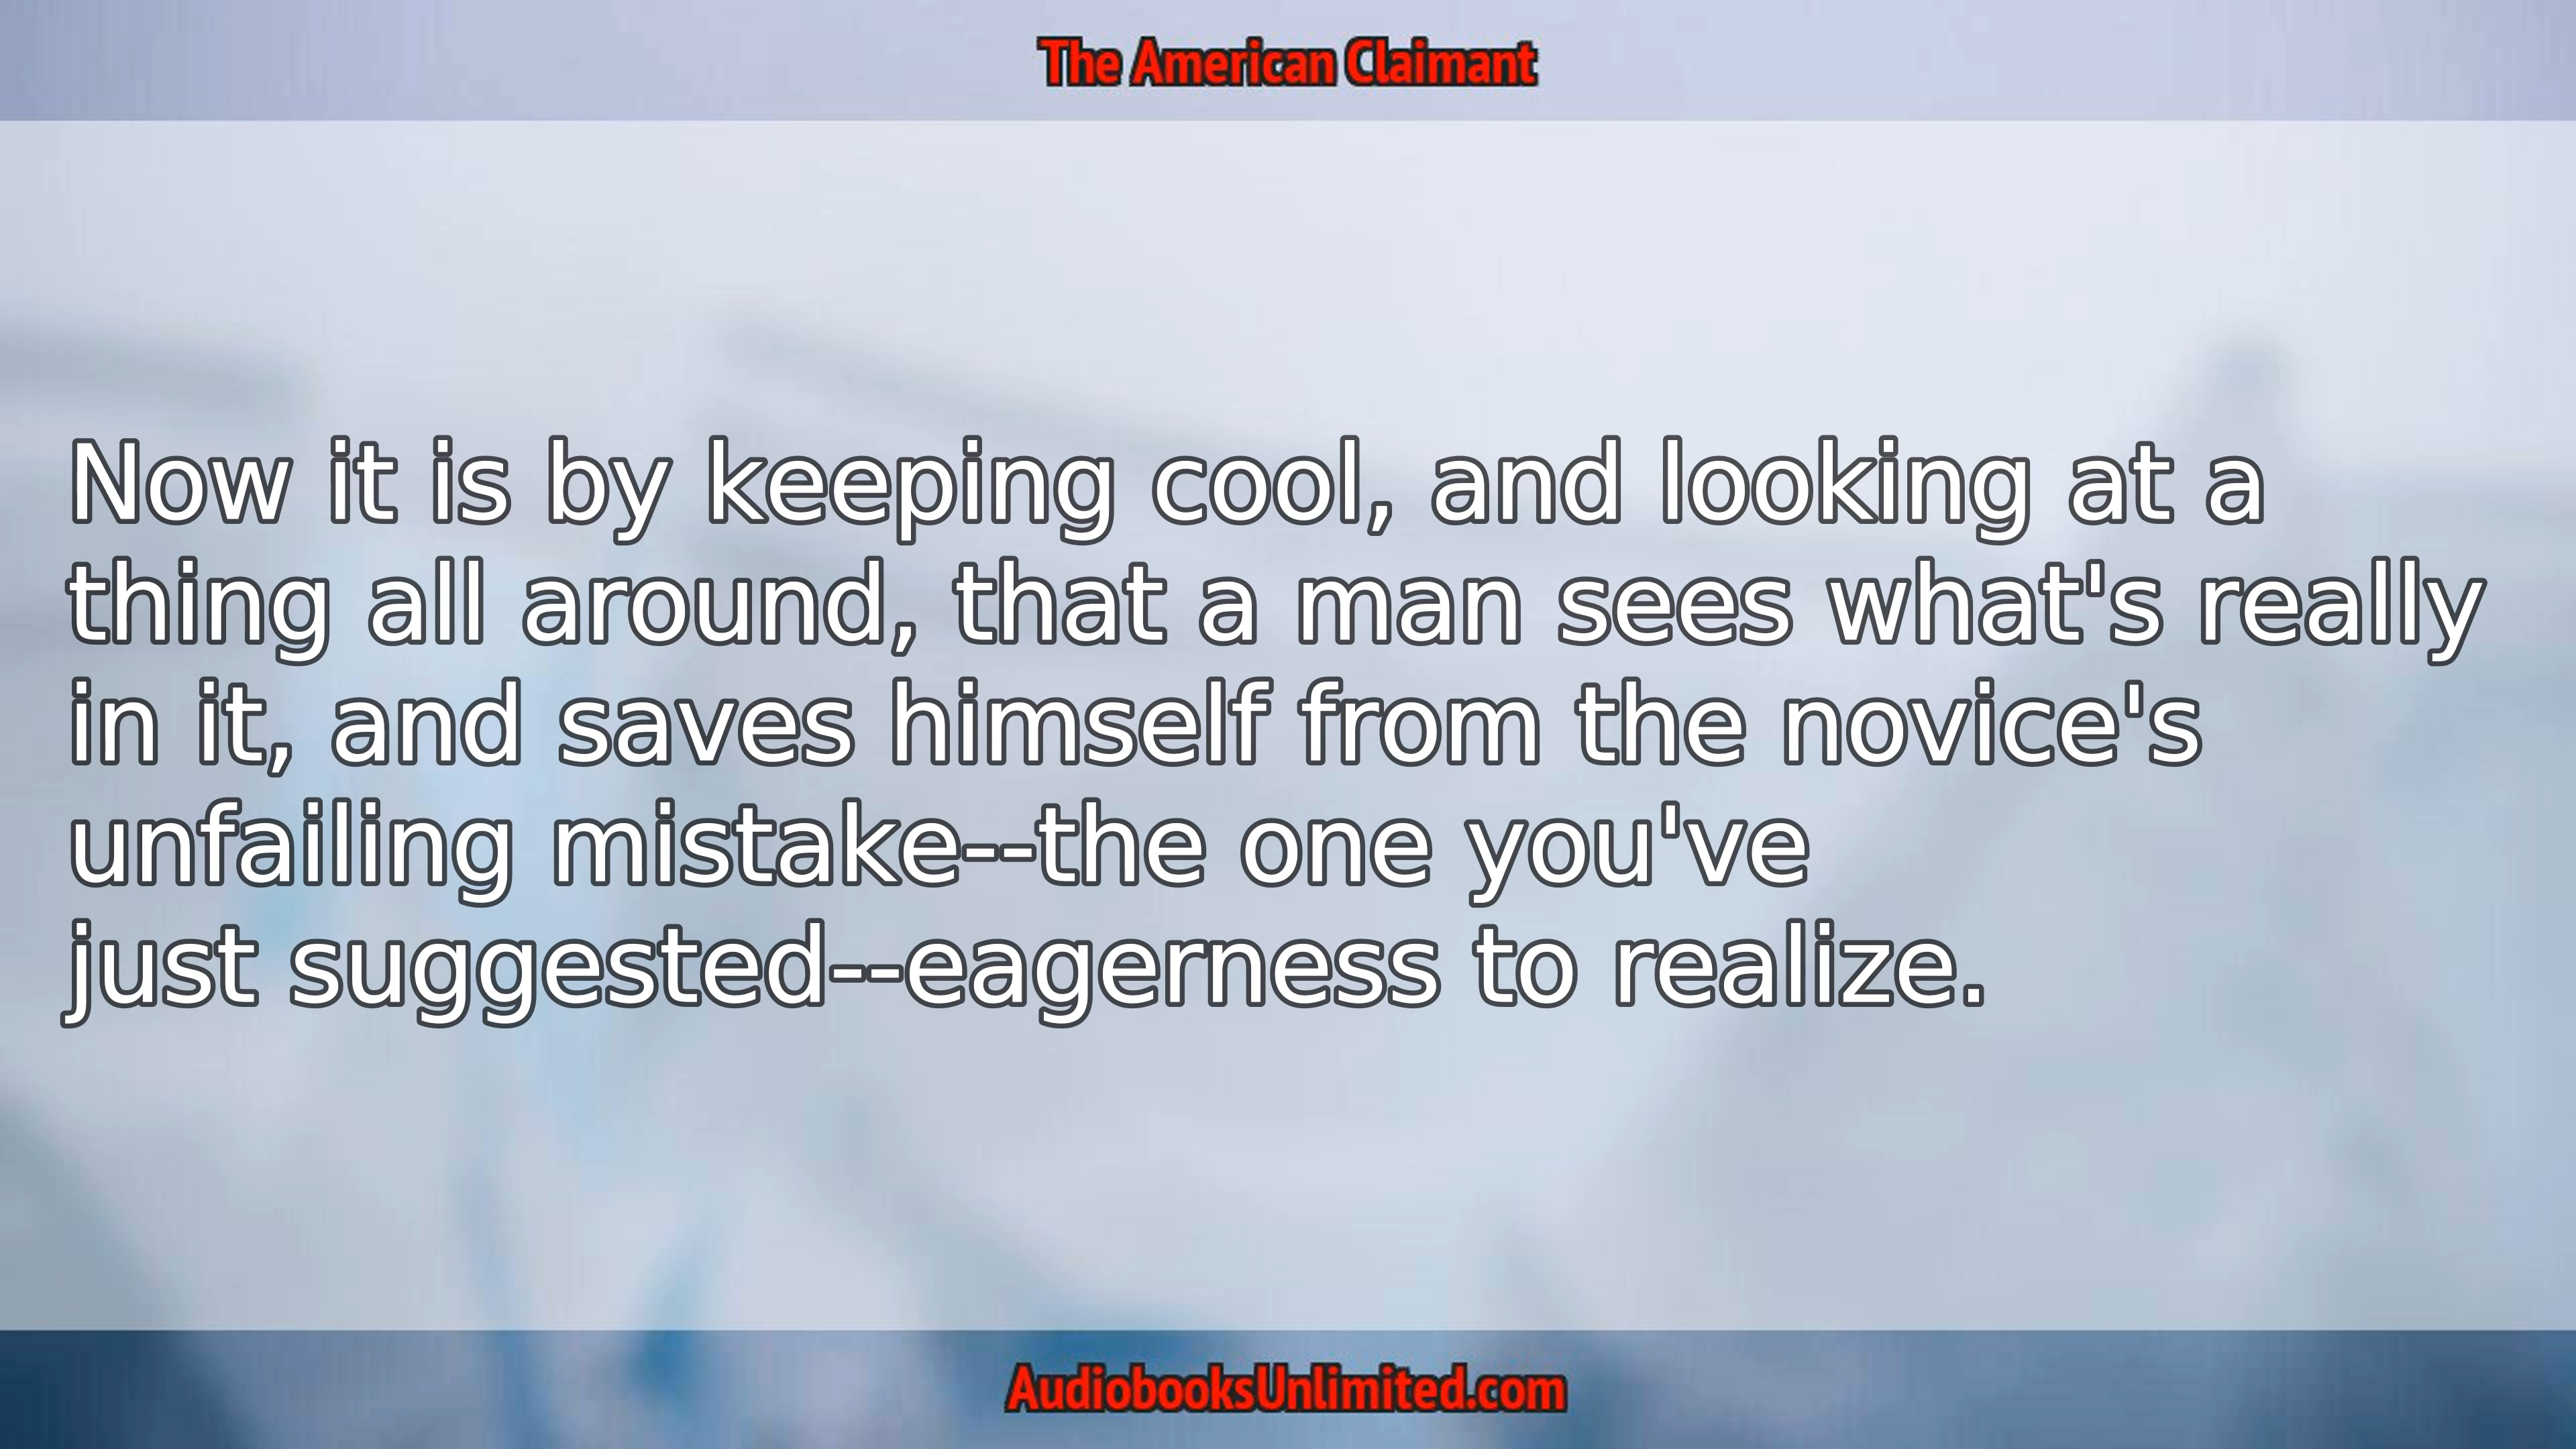 The American Claimant
Now it is by keeping cool, and looking at a
thing all around, that a man sees what's really
in it, and saves himself from the novice's
unfailing mistake--the one you've
just suggested--eagerness to realize.
AudiobooksUnlimited.com